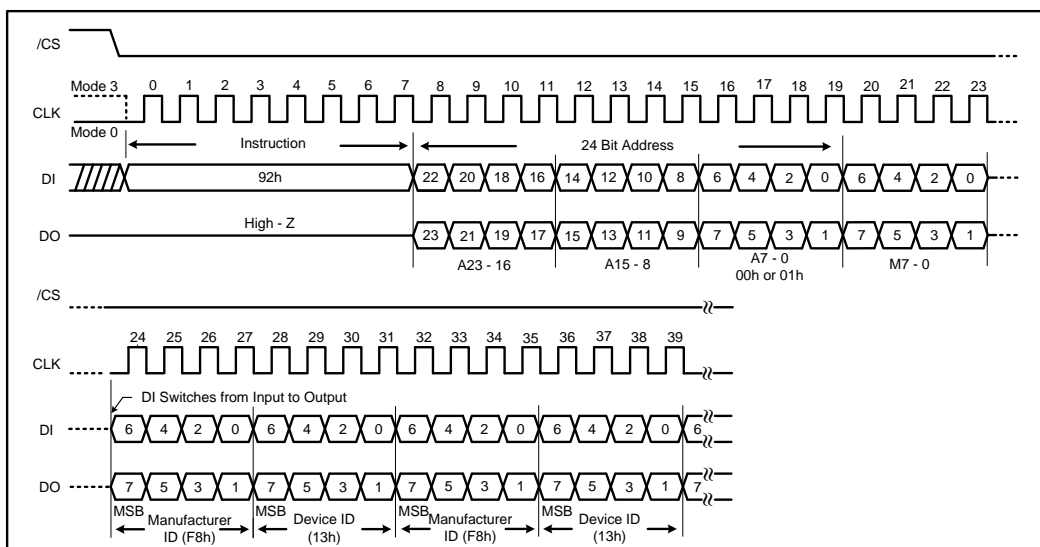 /CS
Mode 3 0 1 2 3 4 5 6 7 8 9 10 11 12 13 14 15 16 17 18 19 20 21 22 23
CLK
Mode 0
Instruction 24 Bit Address
DI 92h 22 20 18 16 14 12 10 8 6 4 2 0 6 4 2 0
High - Z
DO 23 21 19 17 15 13 11 9 7 5 3 1 7 5 3 1
A23 - 16 A15 - 8 A7 - 0 M7 - 0
00h or 01h
/CS
24 25 26 27 28 29 30 31 32 33 34 35 36 37 38 39
CLK
DI Switches from Input to Output
DI 6 4 2 0 6 4 2 0 6 4 2 0 6 4 2 0 6
DO 7 5 3 1 7 5 3 1 7 5 3 1 7 5 3 1 7
MSB MSB MSB MSB
Manufacturer Device ID Manufacturer Device ID
ID (F8h) (13h) ID (F8h) (13h)